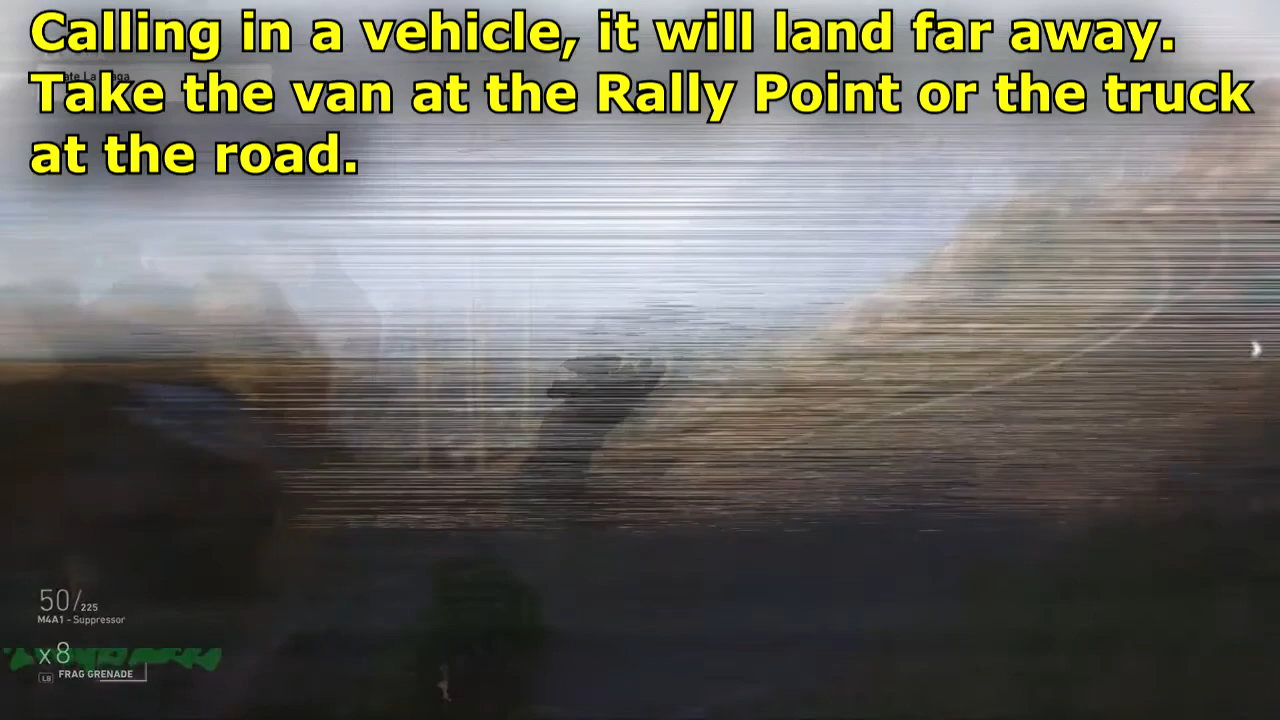 Calling in a vehicle, it will land far away.
Take the van at the Rally Point or the truck
at the road.
50/225
M4A1 - Suppressor
x8
LB FRAG GRENADE